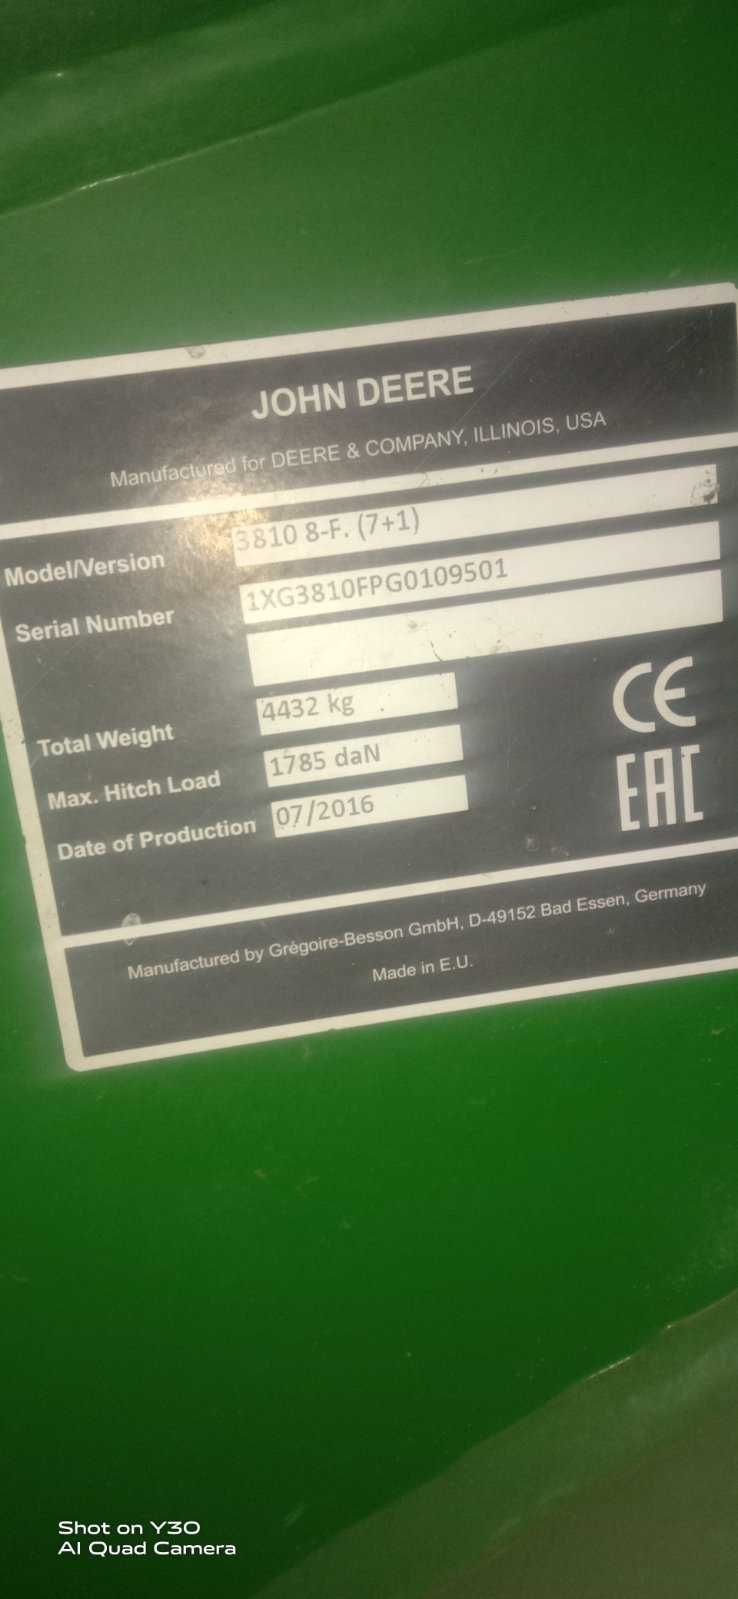 JOHN DEERE
Manufactured for DEERE & COMPANY, ILLINOIS, USA
Model/Version 3810 8-F. (7+1)
Serial Number 1XG3810FPG0109501
Total Weight 4432 kg
Max. Hitch Load 1785 daN
Date of Production 07/2016
CE
EAC
Manufactured by Grégoire-Besson GmbH, D-49152 Bad Essen, Germany
Made in E.U.
Shot on Y30
AI Quad Camera